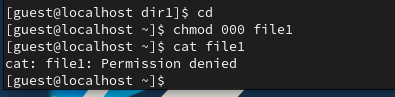 [guest@localhost dir1]$ cd
[guest@localhost ~]$ chmod 000 file1
[guest@localhost ~]$ cat file1
cat: file1: Permission denied
[guest@localhost ~]$